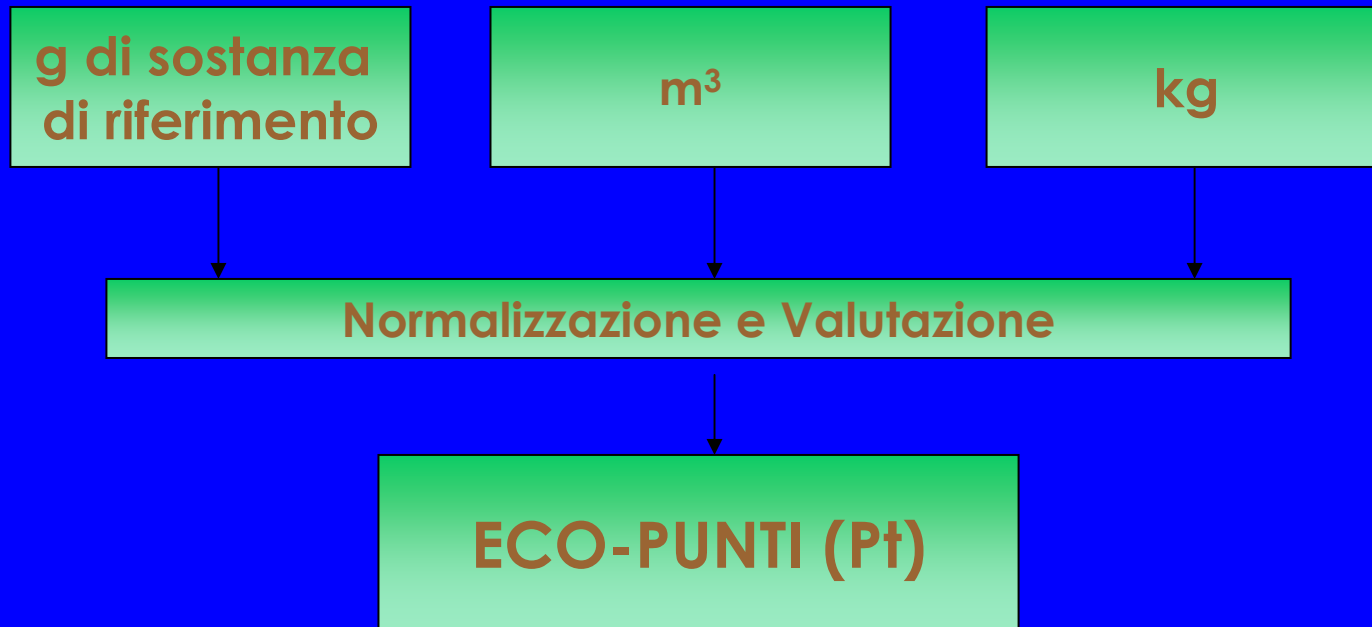 g di sostanza
di riferimento
m³
kg
Normalizzazione e Valutazione
ECO-PUNTI (Pt)